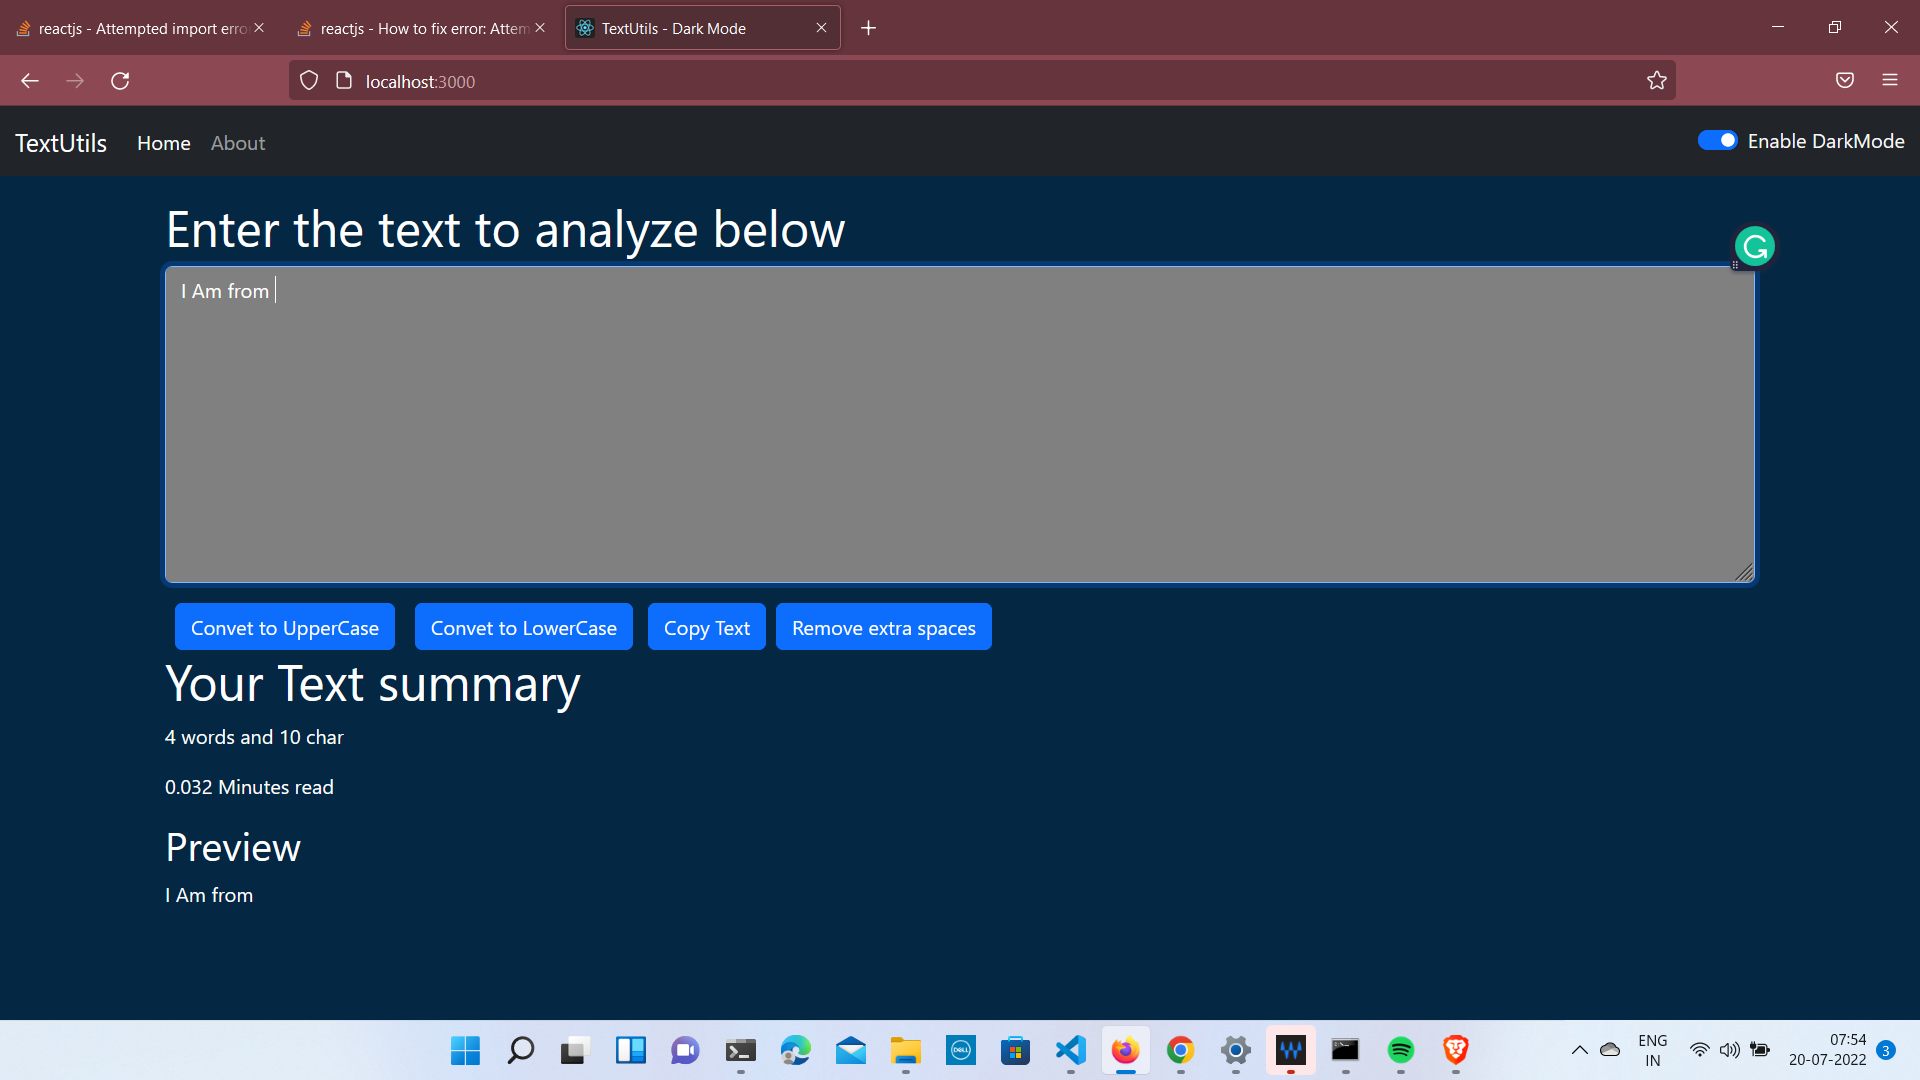 reactjs - Attempted import erro
reactjs - How to fix error: Attem
TextUtils - Dark Mode
localhost:3000
TextUtils Home About Enable DarkMode
Enter the text to analyze below
I Am from
Convet to UpperCase Convet to LowerCase Copy Text Remove extra spaces
Your Text summary
4 words and 10 char
0.032 Minutes read
Preview
I Am from
DELL
ENG
IN
07:54
20-07-2022
3